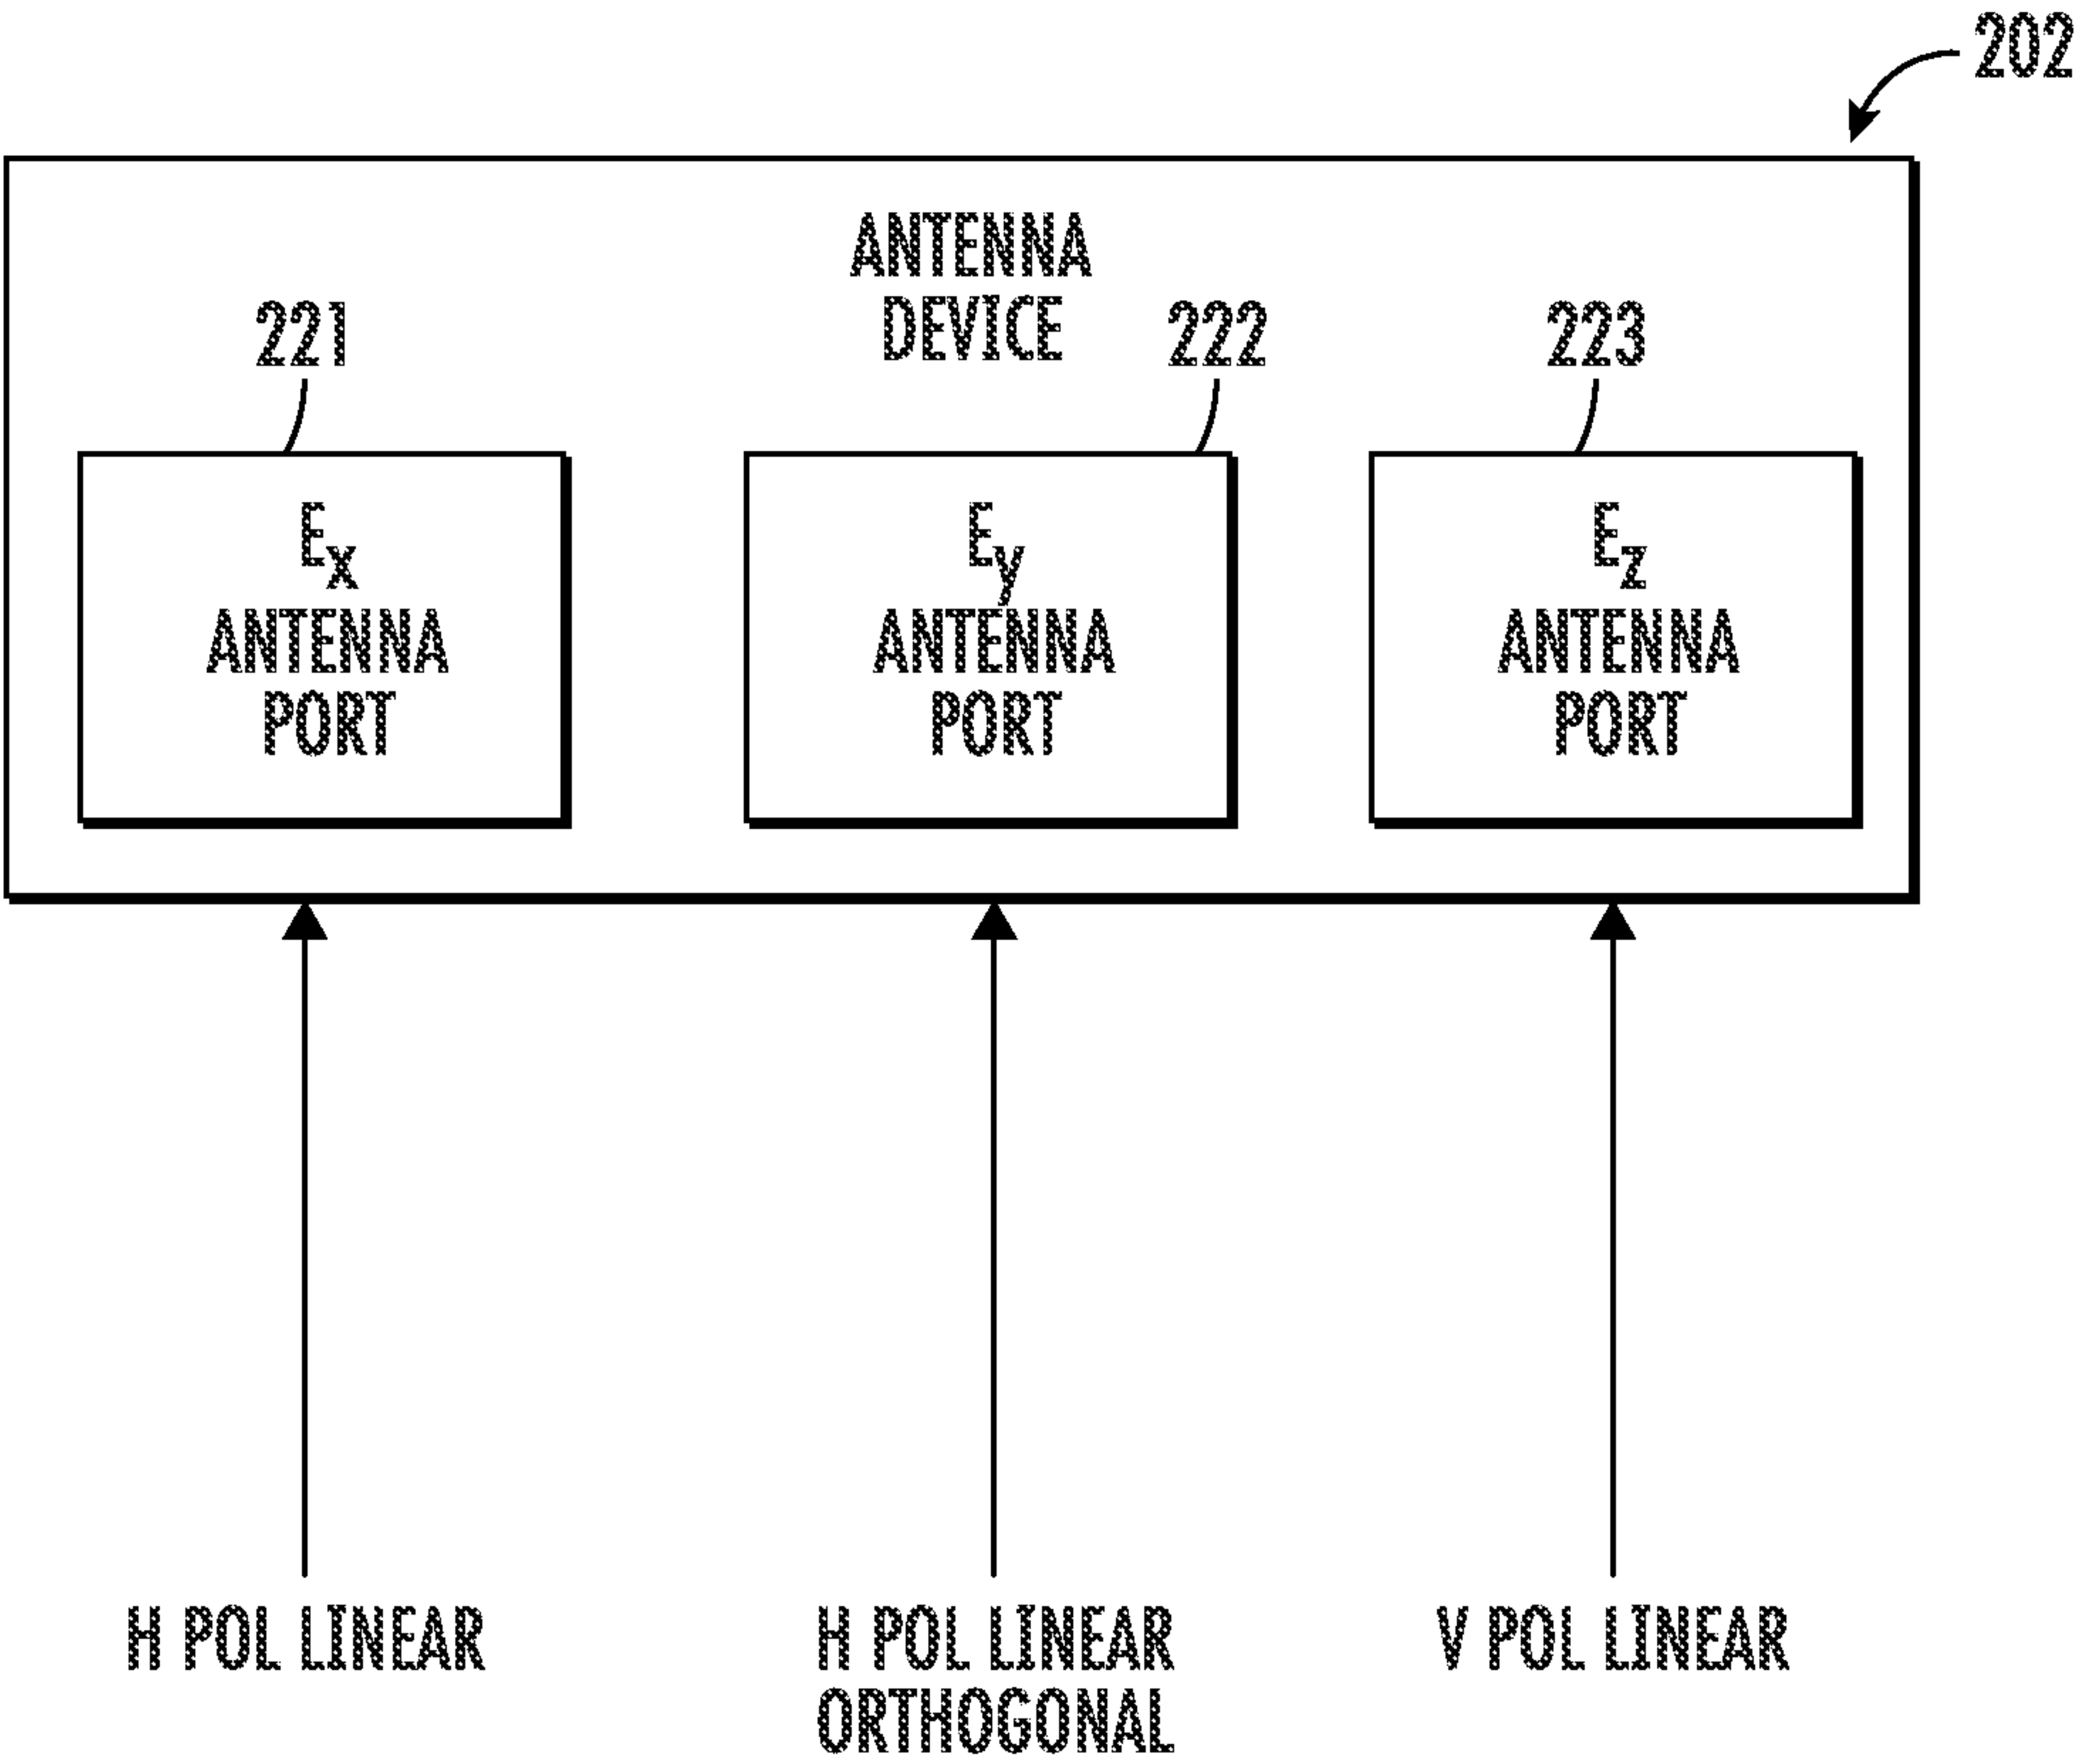 202
ANTENNA
DEVICE
221
222
223
Ex
ANTENNA
PORT
Ey
ANTENNA
PORT
Ez
ANTENNA
PORT
H POL LINEAR
H POL LINEAR
ORTHOGONAL
V POL LINEAR